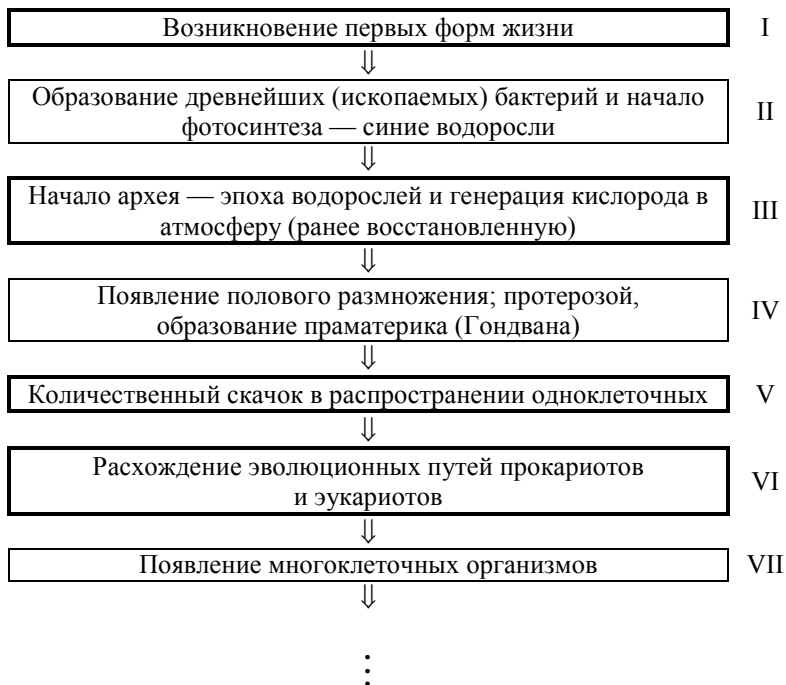 Возникновение первых форм жизни I
Образование древнейших (ископаемых) бактерий и начало
фотосинтеза — синие водоросли II
Начало архея — эпоха водорослей и генерация кислорода в
атмосферу (ранее восстановленную) III
Появление полового размножения; протерозой,
образование праматерика (Гондвана) IV
Количественный скачок в распространении одноклеточных V
Расхождение эволюционных путей прокариотов
и эукариотов VI
Появление многоклеточных организмов VII